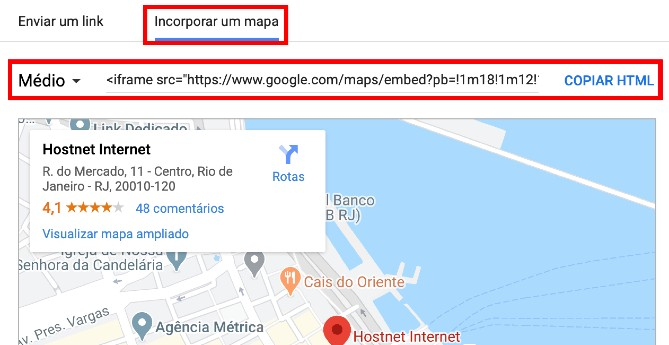 Enviar um link
Incorporar um mapa
Médio
<iframe src="https://www.google.com/maps/embed?pb=!1m18!1m12!
COPIAR HTML
Link Dedicado
Hostnet Internet
R. do Mercado, 11 - Centro, Rio de
Janeiro - RJ, 20010-120
4,1
48 comentários
Visualizar mapa ampliado
Rotas
l Banco
B RJ)
Igreja de Nossa
Senhora da Candelária
Cais do Oriente
Av. Pres. Vargas
Agência Métrica
Hostnet Internet